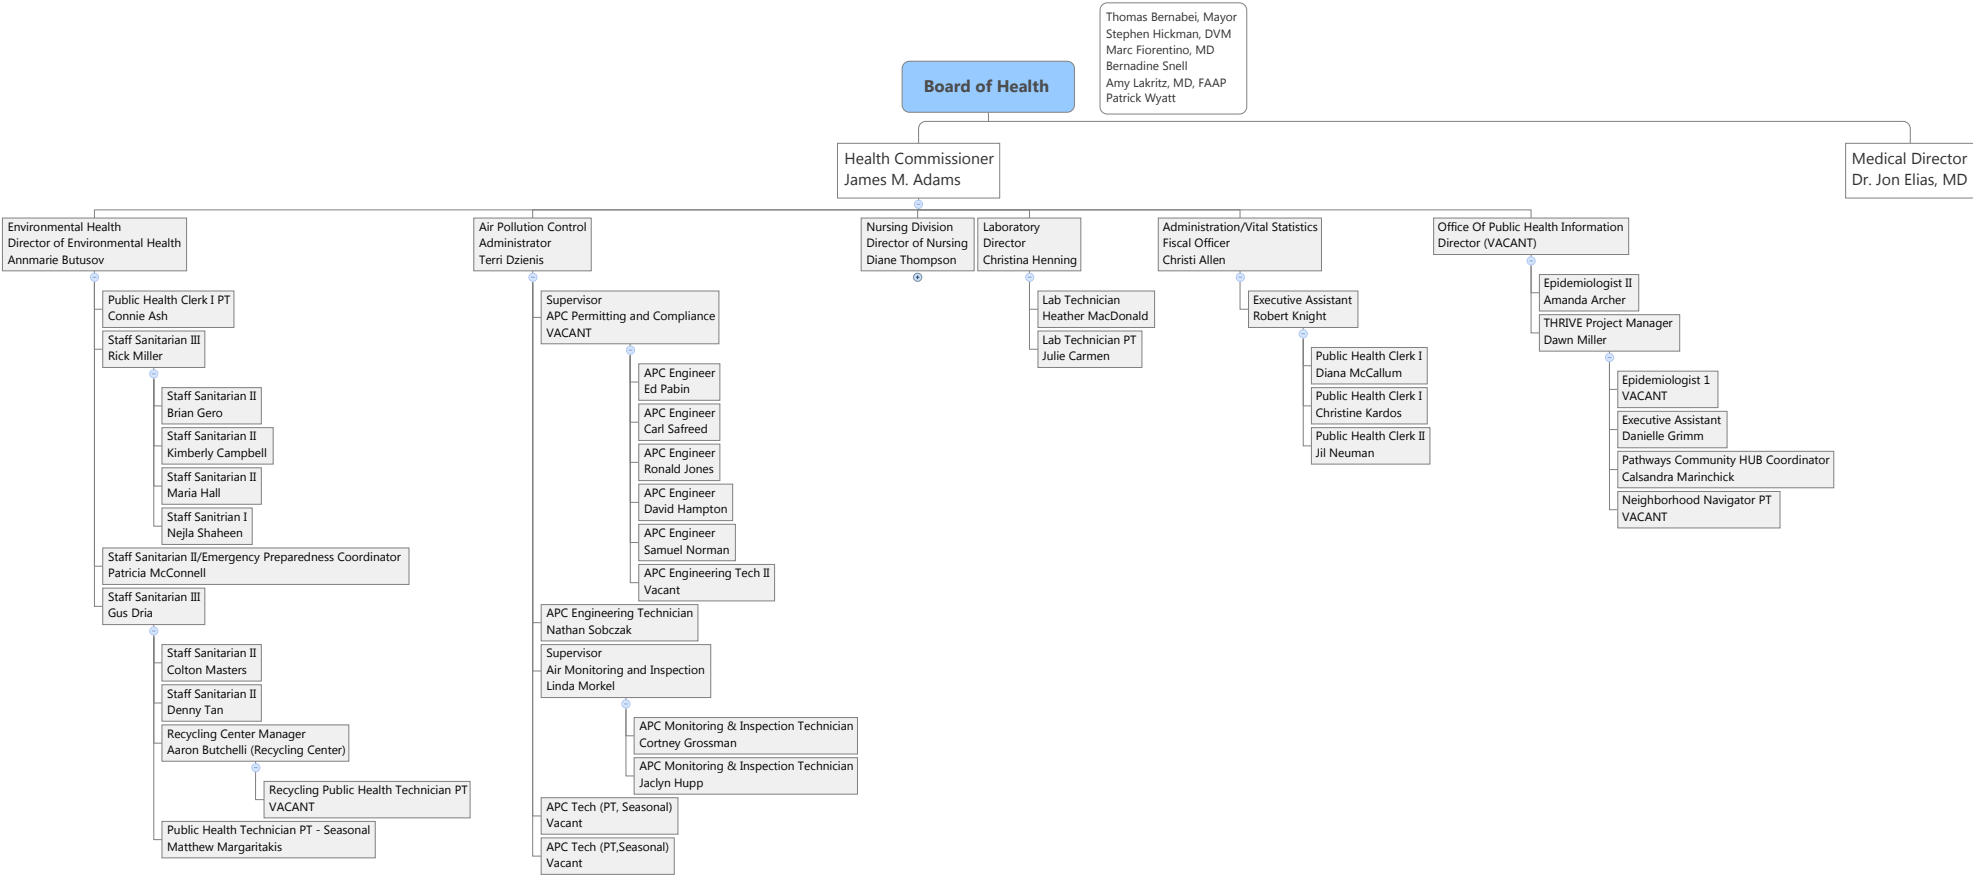 Thomas Bernabei, Mayor
Stephen Hickman, DVM
Marc Fiorentino, MD
Bernadine Snell
Amy Lakritz, MD, FAAP
Patrick Wyatt
Board of Health
Health Commissioner
James M. Adams
Medical Director
Dr. Jon Elias, MD
Environmental Health
Director of Environmental Health
Annmarie Butusov
Public Health Clerk I PT
Connie Ash
Staff Sanitarian III
Rick Miller
Staff Sanitarian II
Brian Gero
Staff Sanitarian II
Kimberly Campbell
Staff Sanitarian II
Maria Hall
Staff Sanitrian I
Nejla Shaheen
Staff Sanitarian II/Emergency Preparedness Coordinator
Patricia McConnell
Staff Sanitarian III
Gus Dria
Staff Sanitarian II
Colton Masters
Staff Sanitarian II
Denny Tan
Recycling Center Manager
Aaron Butchelli (Recycling Center)
Recycling Public Health Technician PT
VACANT
Public Health Technician PT - Seasonal
Matthew Margaritakis
Air Pollution Control
Administrator
Terri Dzienis
Supervisor
APC Permitting and Compliance
VACANT
APC Engineer
Ed Pabin
APC Engineer
Carl Safreed
APC Engineer
Ronald Jones
APC Engineer
David Hampton
APC Engineer
Samuel Norman
APC Engineering Tech II
Vacant
APC Engineering Technician
Nathan Sobczak
Supervisor
Air Monitoring and Inspection
Linda Morkel
APC Monitoring & Inspection Technician
Cortney Grossman
APC Monitoring & Inspection Technician
Jaclyn Hupp
APC Tech (PT, Seasonal)
Vacant
APC Tech (PT,Seasonal)
Vacant
Nursing Division
Director of Nursing
Diane Thompson
Laboratory
Director
Christina Henning
Lab Technician
Heather MacDonald
Lab Technician PT
Julie Carmen
Administration/Vital Statistics
Fiscal Officer
Christi Allen
Executive Assistant
Robert Knight
Public Health Clerk I
Diana McCallum
Public Health Clerk I
Christine Kardos
Public Health Clerk II
Jil Neuman
Office Of Public Health Information
Director (VACANT)
Epidemiologist II
Amanda Archer
THRIVE Project Manager
Dawn Miller
Epidemiologist 1
VACANT
Executive Assistant
Danielle Grimm
Pathways Community HUB Coordinator
Calsandra Marinchick
Neighborhood Navigator PT
VACANT